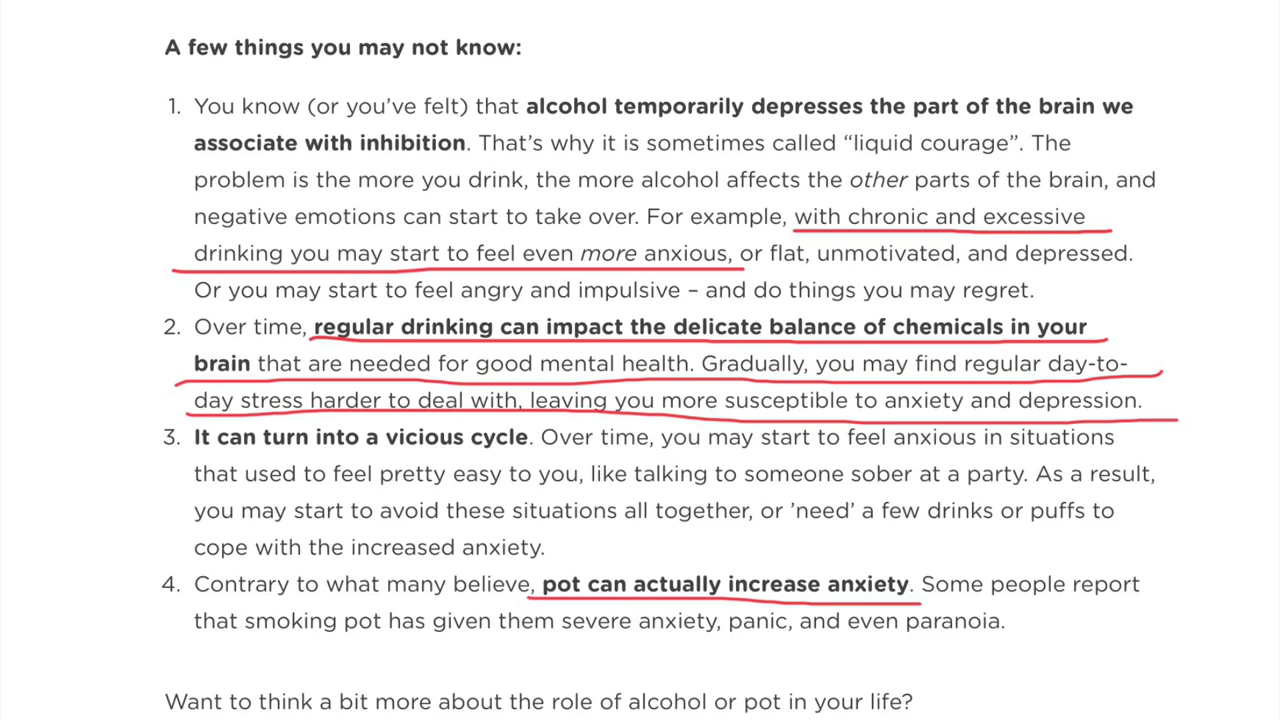 A few things you may not know:
1. You know (or you’ve felt) that alcohol temporarily depresses the part of the brain we
associate with inhibition. That’s why it is sometimes called “liquid courage”. The
problem is the more you drink, the more alcohol affects the other parts of the brain, and
negative emotions can start to take over. For example, with chronic and excessive
drinking you may start to feel even more anxious, or flat, unmotivated, and depressed.
Or you may start to feel angry and impulsive – and do things you may regret.
2. Over time, regular drinking can impact the delicate balance of chemicals in your
brain that are needed for good mental health. Gradually, you may find regular day-to-
day stress harder to deal with, leaving you more susceptible to anxiety and depression.
3. It can turn into a vicious cycle. Over time, you may start to feel anxious in situations
that used to feel pretty easy to you, like talking to someone sober at a party. As a result,
you may start to avoid these situations all together, or ’need’ a few drinks or puffs to
cope with the increased anxiety.
4. Contrary to what many believe, pot can actually increase anxiety. Some people report
that smoking pot has given them severe anxiety, panic, and even paranoia.
Want to think a bit more about the role of alcohol or pot in your life?